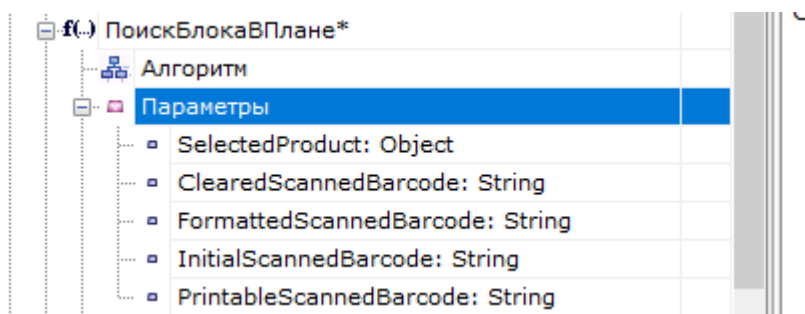 f(..) ПоискБлокаВПлане*
Алгоритм
Параметры
SelectedProduct: Object
ClearedScannedBarcode: String
FormattedScannedBarcode: String
InitialScannedBarcode: String
PrintableScannedBarcode: String